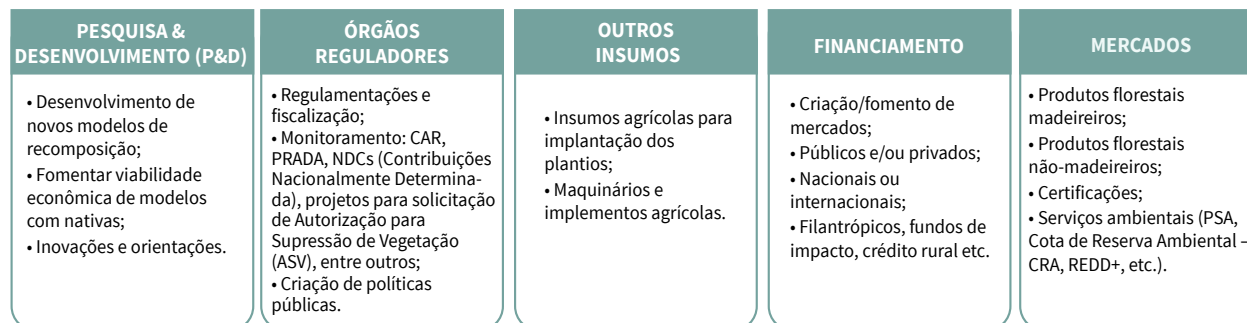 PESQUISA &
DESENVOLVIMENTO (P&D)
• Desenvolvimento de
novos modelos de
recomposição;
• Fomentar viabilidade
econômica de modelos
com nativas;
• Inovações e orientações.
ÓRGÃOS
REGULADORES
• Regulamentações e
fiscalização;
• Monitoramento: CAR,
PRADA, NDCs (Contribuições
Nacionalmente Determina-
da), projetos para solicitação
de Autorização para
Supressão de Vegetação
(ASV), entre outros;
• Criação de políticas
públicas.
OUTROS
INSUMOS
• Insumos agrícolas para
implantação dos
plantios;
• Maquinários e
implementos agrícolas.
FINANCIAMENTO
• Criação/fomento de
mercados;
• Públicos e/ou privados;
• Nacionais ou
internacionais;
• Filantrópicos, fundos de
impacto, crédito rural etc.
MERCADOS
• Produtos florestais
madeireiros;
• Produtos florestais
não-madeireiros;
• Certificações;
• Serviços ambientais (PSA,
Cota de Reserva Ambiental –
CRA, REDD+, etc.).